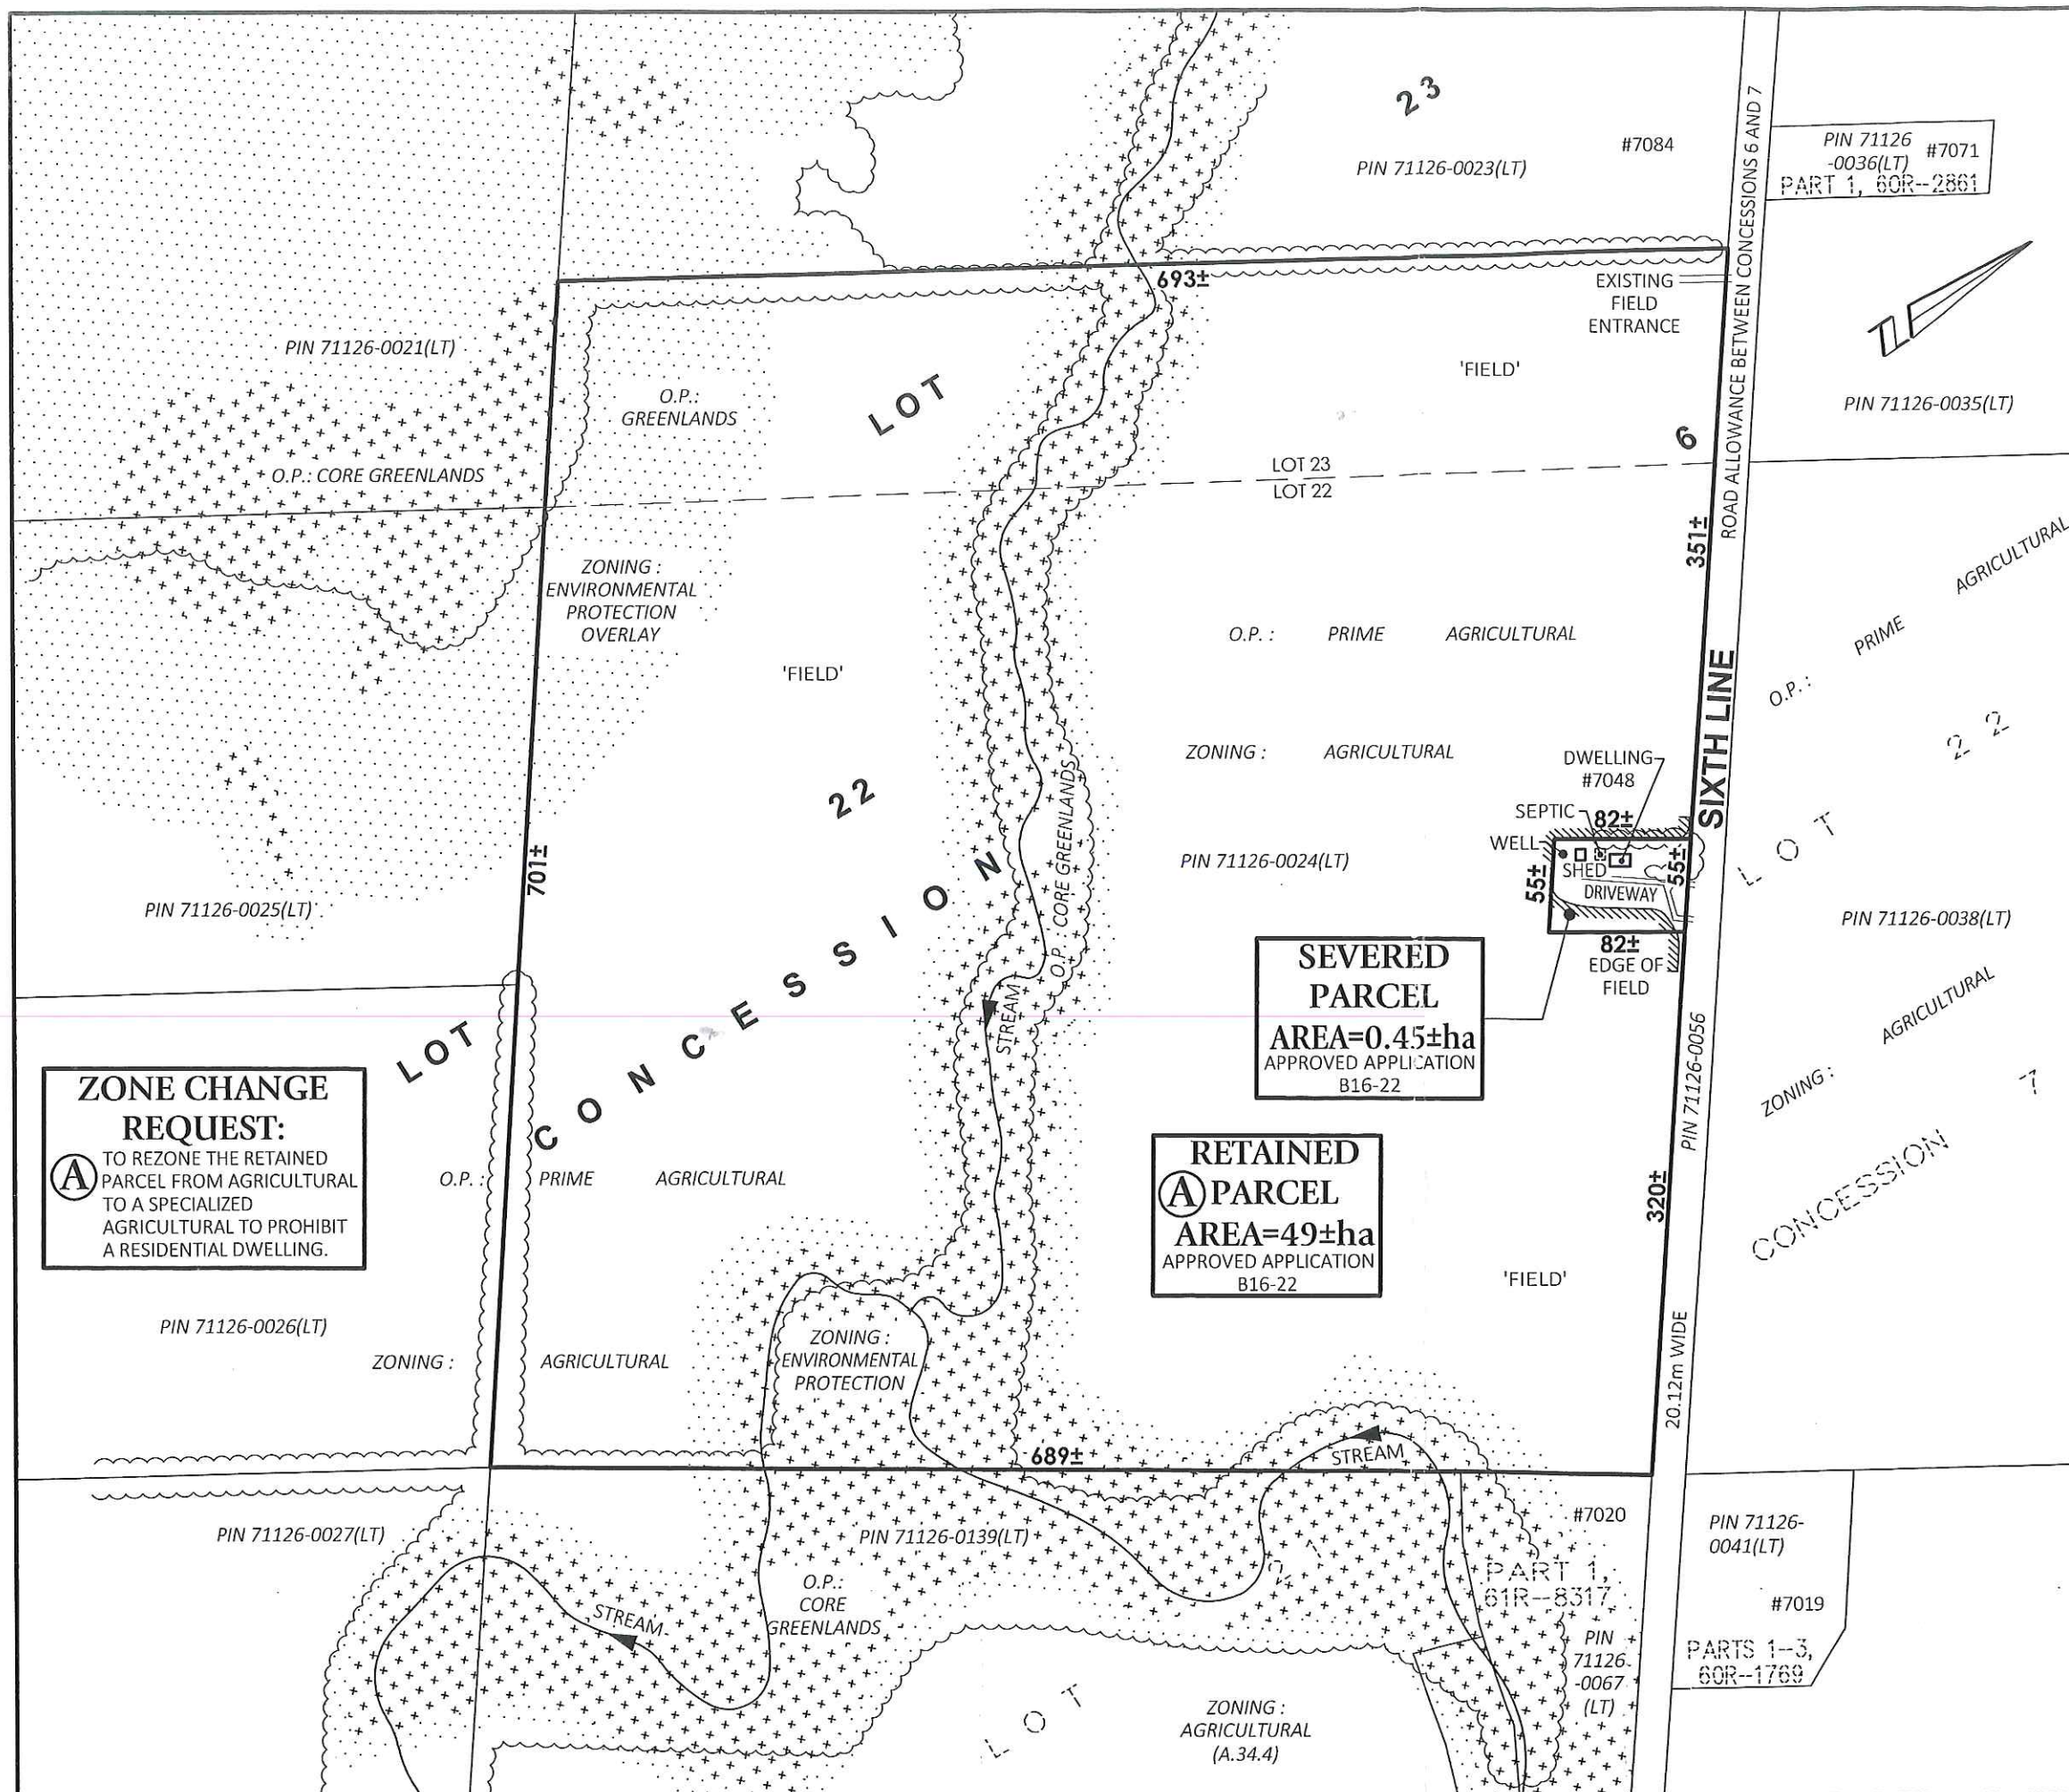 23
#7084
PIN 71126-0023(LT)
PIN 71126
-0036(LT)
#7071
PART 1, 60R--2861
ROAD ALLOWANCE BETWEEN CONCESSIONS 6 AND 7
693±
EXISTING
FIELD
ENTRANCE
PIN 71126-0021(LT)
'FIELD'
O.P.:
GREENLANDS
LOT
PIN 71126-0035(LT)
6
O.P.: CORE GREENLANDS
LOT 23
LOT 22
351±
ZONING :
ENVIRONMENTAL
PROTECTION
OVERLAY
O.P. : PRIME AGRICULTURAL
O.P. : PRIME AGRICULTURAL
'FIELD'
SIXTH LINE
22
ZONING : AGRICULTURAL
DWELLING
#7048
SEPTIC
82±
WELL
SHED
55±
55±
DRIVEWAY
82±
EDGE OF
FIELD
22
LOT
O.P. : CORE GREENLANDS
PIN 71126-0024(LT)
701±
PIN 71126-0025(LT)
PIN 71126-0038(LT)
CONCESSION
SEVERED
PARCEL
AREA=0.45±ha
APPROVED APPLICATION
B16-22
STREAM
LOT
PIN 71126-0056
ZONING : AGRICULTURAL
7
CONCESSION
ZONE CHANGE
REQUEST:
A TO REZONE THE RETAINED
PARCEL FROM AGRICULTURAL
TO A SPECIALIZED
AGRICULTURAL TO PROHIBIT
A RESIDENTIAL DWELLING.
O.P. : PRIME AGRICULTURAL
RETAINED
A PARCEL
AREA=49±ha
APPROVED APPLICATION
B16-22
320±
'FIELD'
PIN 71126-0026(LT)
ZONING : AGRICULTURAL
ZONING :
ENVIRONMENTAL
PROTECTION
20.12m WIDE
689±
STREAM
PIN 71126-0027(LT)
PIN 71126-0139(LT)
#7020
PIN 71126-
0041(LT)
21
PART 1,
61R--8317
O.P.:
CORE
GREENLANDS
STREAM
#7019
PIN
71126
-0067
(LT)
PARTS 1--3,
60R--1769
LOT
ZONING :
AGRICULTURAL
(A.34.4)